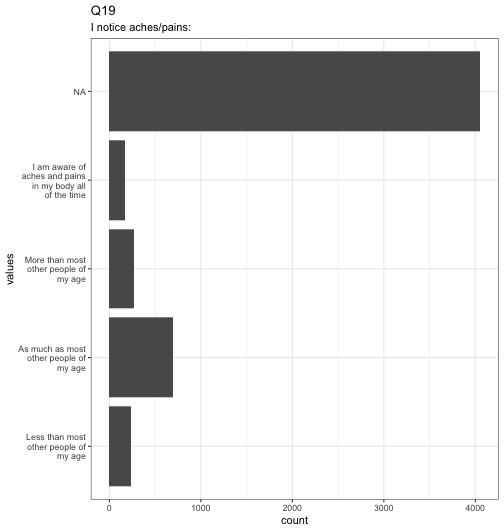 Q19
I notice aches/pains:
NA
I am aware of
aches and pains
in my body all
of the time
More than most
other people of
my age
As much as most
other people of
my age
Less than most
other people of
my age
values
0 1000 2000 3000 4000
count